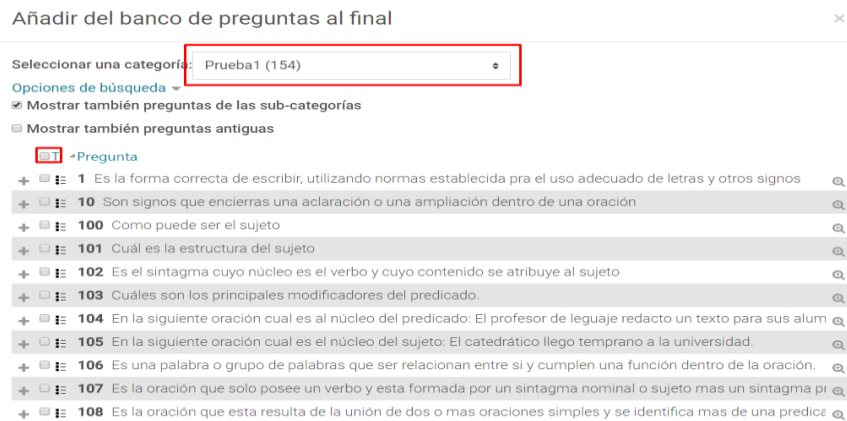 Añadir del banco de preguntas al final ×
Seleccionar una categoría: Prueba1 (154)
Opciones de búsqueda
Mostrar también preguntas de las sub-categorías
Mostrar también preguntas antiguas
T Pregunta
1 Es la forma correcta de escribir, utilizando normas establecida pra el uso adecuado de letras y otros signos
10 Son signos que encierras una aclaración o una ampliación dentro de una oración
100 Como puede ser el sujeto
101 Cuál es la estructura del sujeto
102 Es el sintagma cuyo núcleo es el verbo y cuyo contenido se atribuye al sujeto
103 Cuáles son los principales modificadores del predicado.
104 En la siguiente oración cual es al núcleo del predicado: El profesor de leguaje redacto un texto para sus alum
105 En la siguiente oración cual es el núcleo del sujeto: El catedrático llego temprano a la universidad.
106 Es una palabra o grupo de palabras que ser relacionan entre si y cumplen una función dentro de la oración.
107 Es la oración que solo posee un verbo y esta formada por un sintagma nominal o sujeto mas un sintagma pr
108 Es la oración que esta resulta de la unión de dos o mas oraciones simples y se identifica mas de una predica